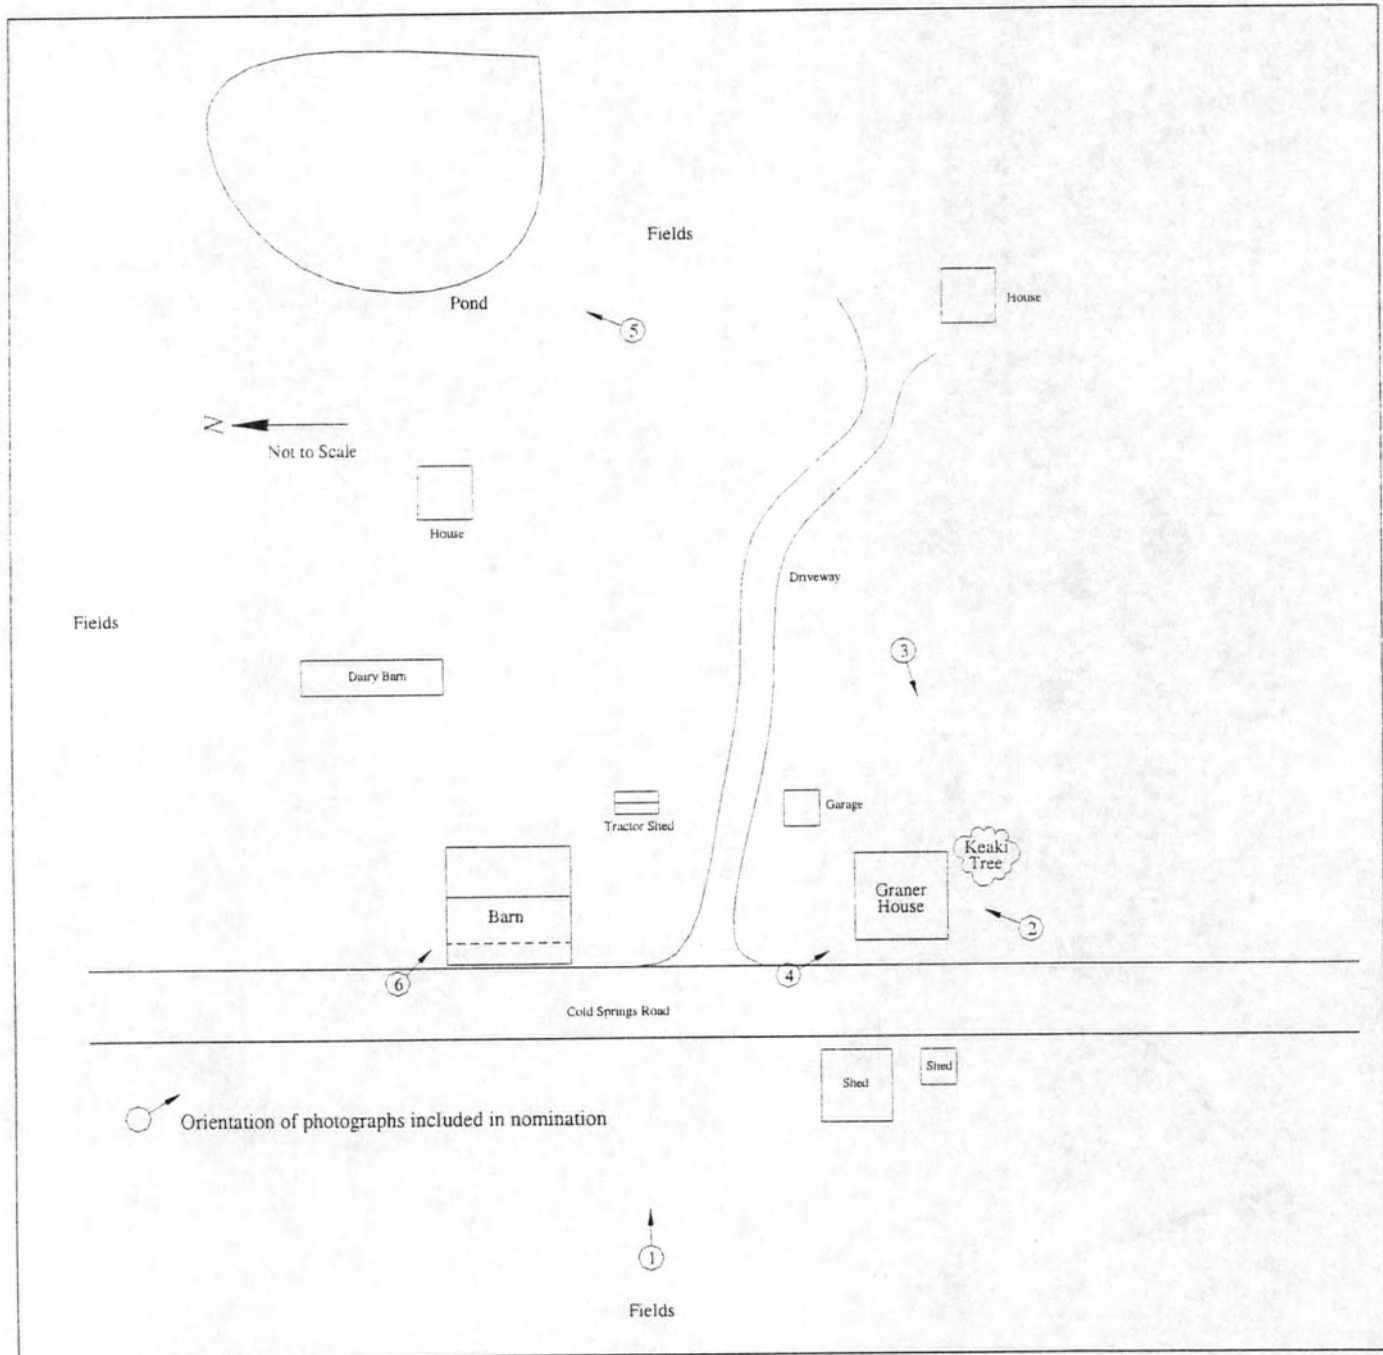 Fields
House
Pond
5
N
Not to Scale
House
Driveway
Fields
3
Dairy Barn
Garage
Tractor Shed
Keaki
Tree
Graner
House
Barn
2
4
6
Cold Springs Road
Shed
Shed
Orientation of photographs included in nomination
1
Fields